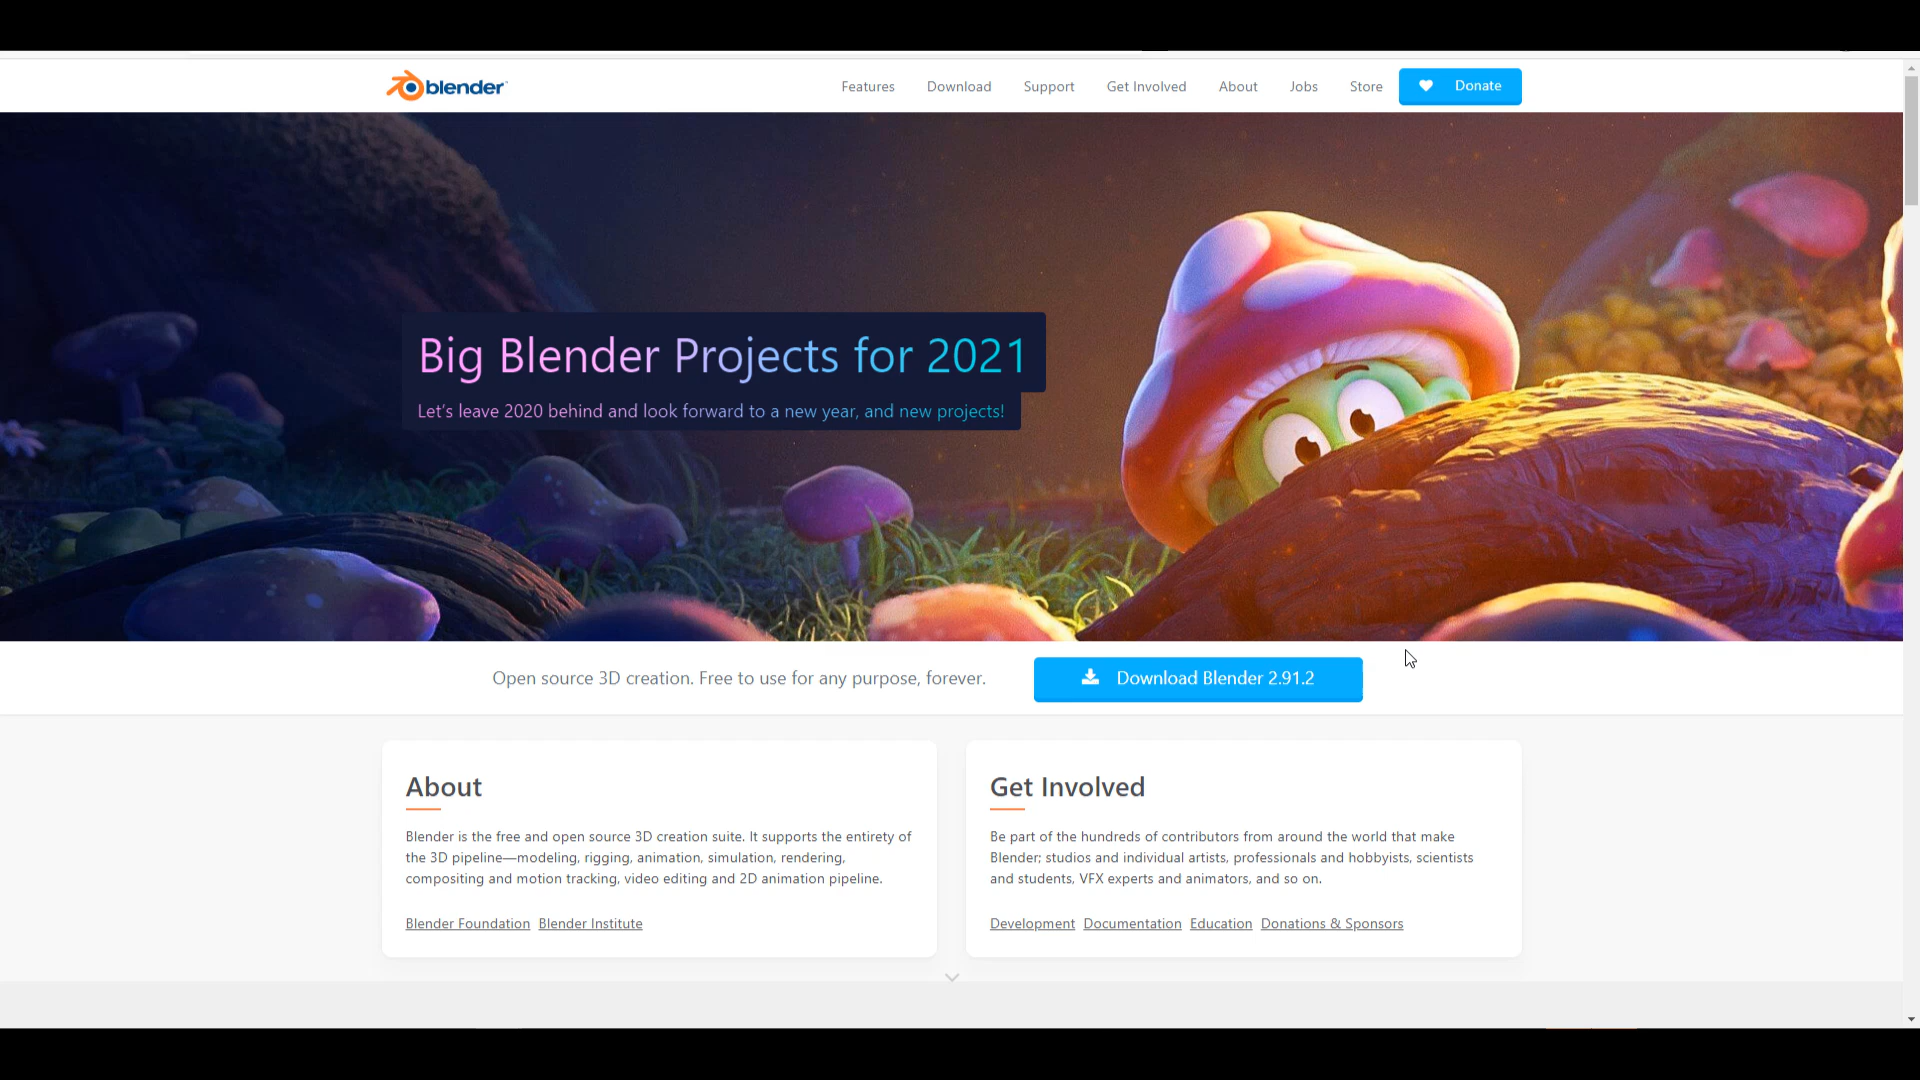 blender
Features Download Support Get Involved About Jobs Store Donate
Big Blender Projects for 2021
Let's leave 2020 behind and look forward to a new year, and new projects!
Open source 3D creation. Free to use for any purpose, forever.
Download Blender 2.91.2
About
Blender is the free and open source 3D creation suite. It supports the entirety of
the 3D pipeline—modeling, rigging, animation, simulation, rendering,
compositing and motion tracking, video editing and 2D animation pipeline.
Blender Foundation Blender Institute
Get Involved
Be part of the hundreds of contributors from around the world that make
Blender; studios and individual artists, professionals and hobbyists, scientists
and students, VFX experts and animators, and so on.
Development Documentation Education Donations & Sponsors